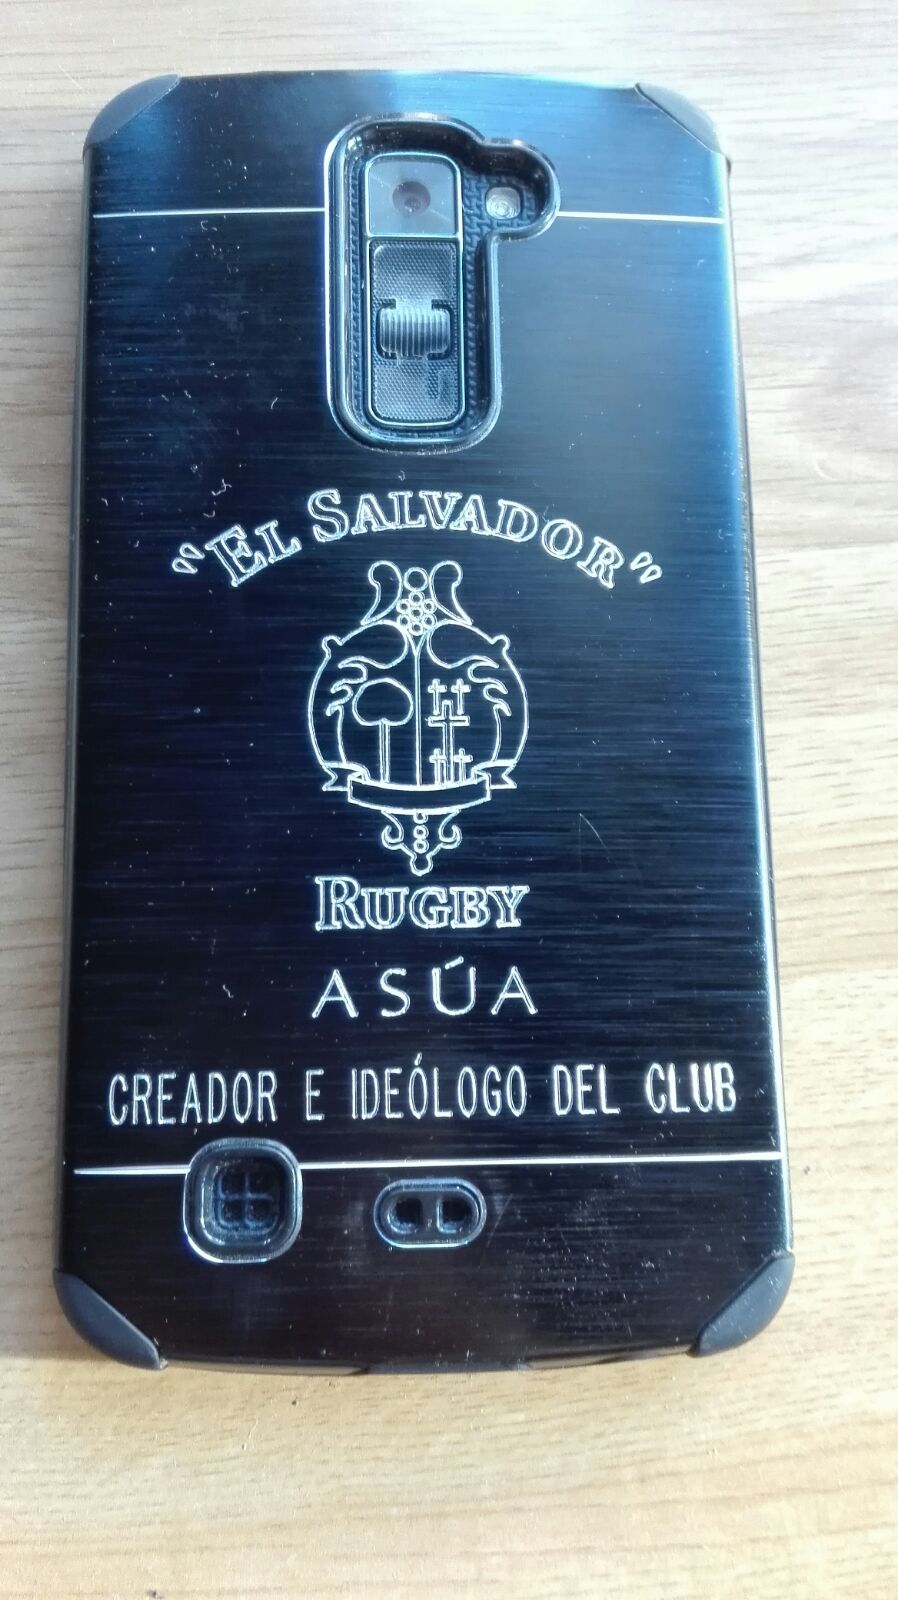 "EL SALVADOR"
RUGBY
ASÚA
CREADOR E IDEÓLOGO DEL CLUB